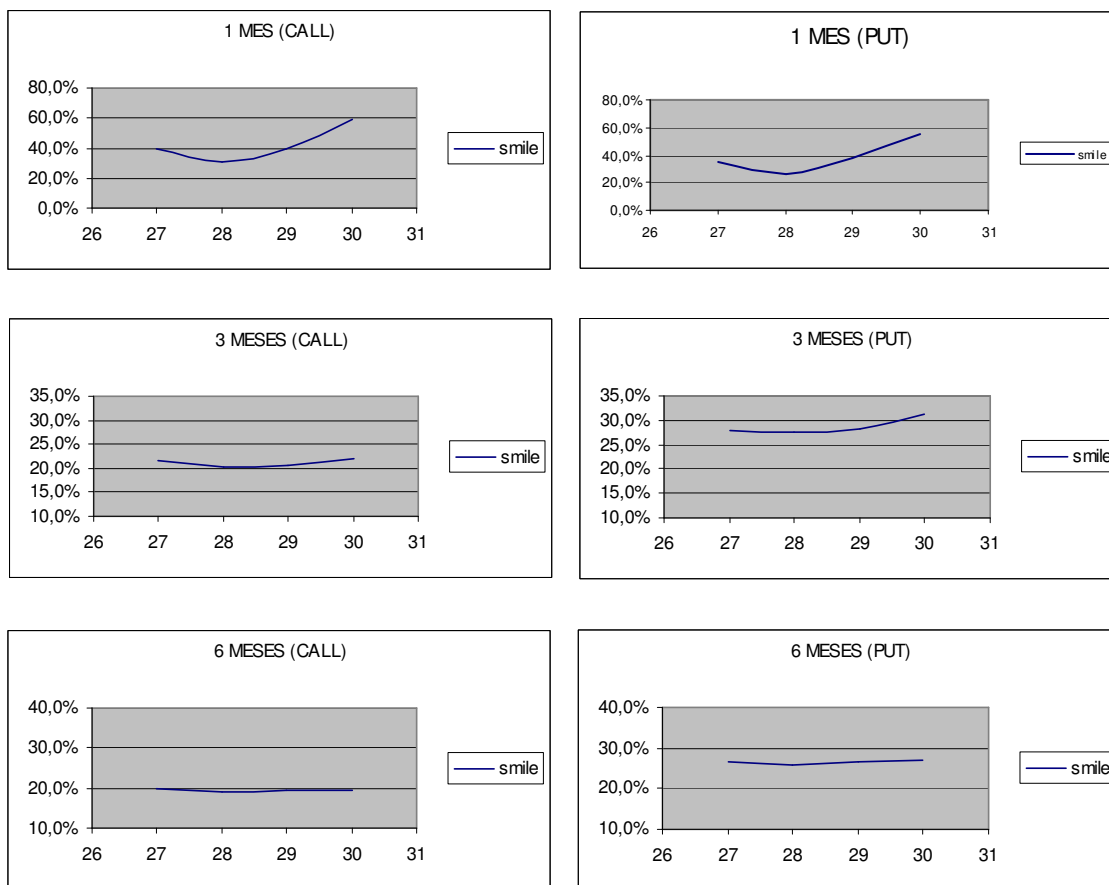 1 MES (CALL)
80,0%
60,0%
40,0%
20,0%
0,0%
26 27 28 29 30 31
smile
1 MES (PUT)
80,0%
60,0%
40,0%
20,0%
0,0%
26 27 28 29 30 31
smile
3 MESES (CALL)
35,0%
30,0%
25,0%
20,0%
15,0%
10,0%
26 27 28 29 30 31
smile
3 MESES (PUT)
35,0%
30,0%
25,0%
20,0%
15,0%
10,0%
26 27 28 29 30 31
smile
6 MESES (CALL)
40,0%
30,0%
20,0%
10,0%
26 27 28 29 30 31
smile
6 MESES (PUT)
40,0%
30,0%
20,0%
10,0%
26 27 28 29 30 31
smile